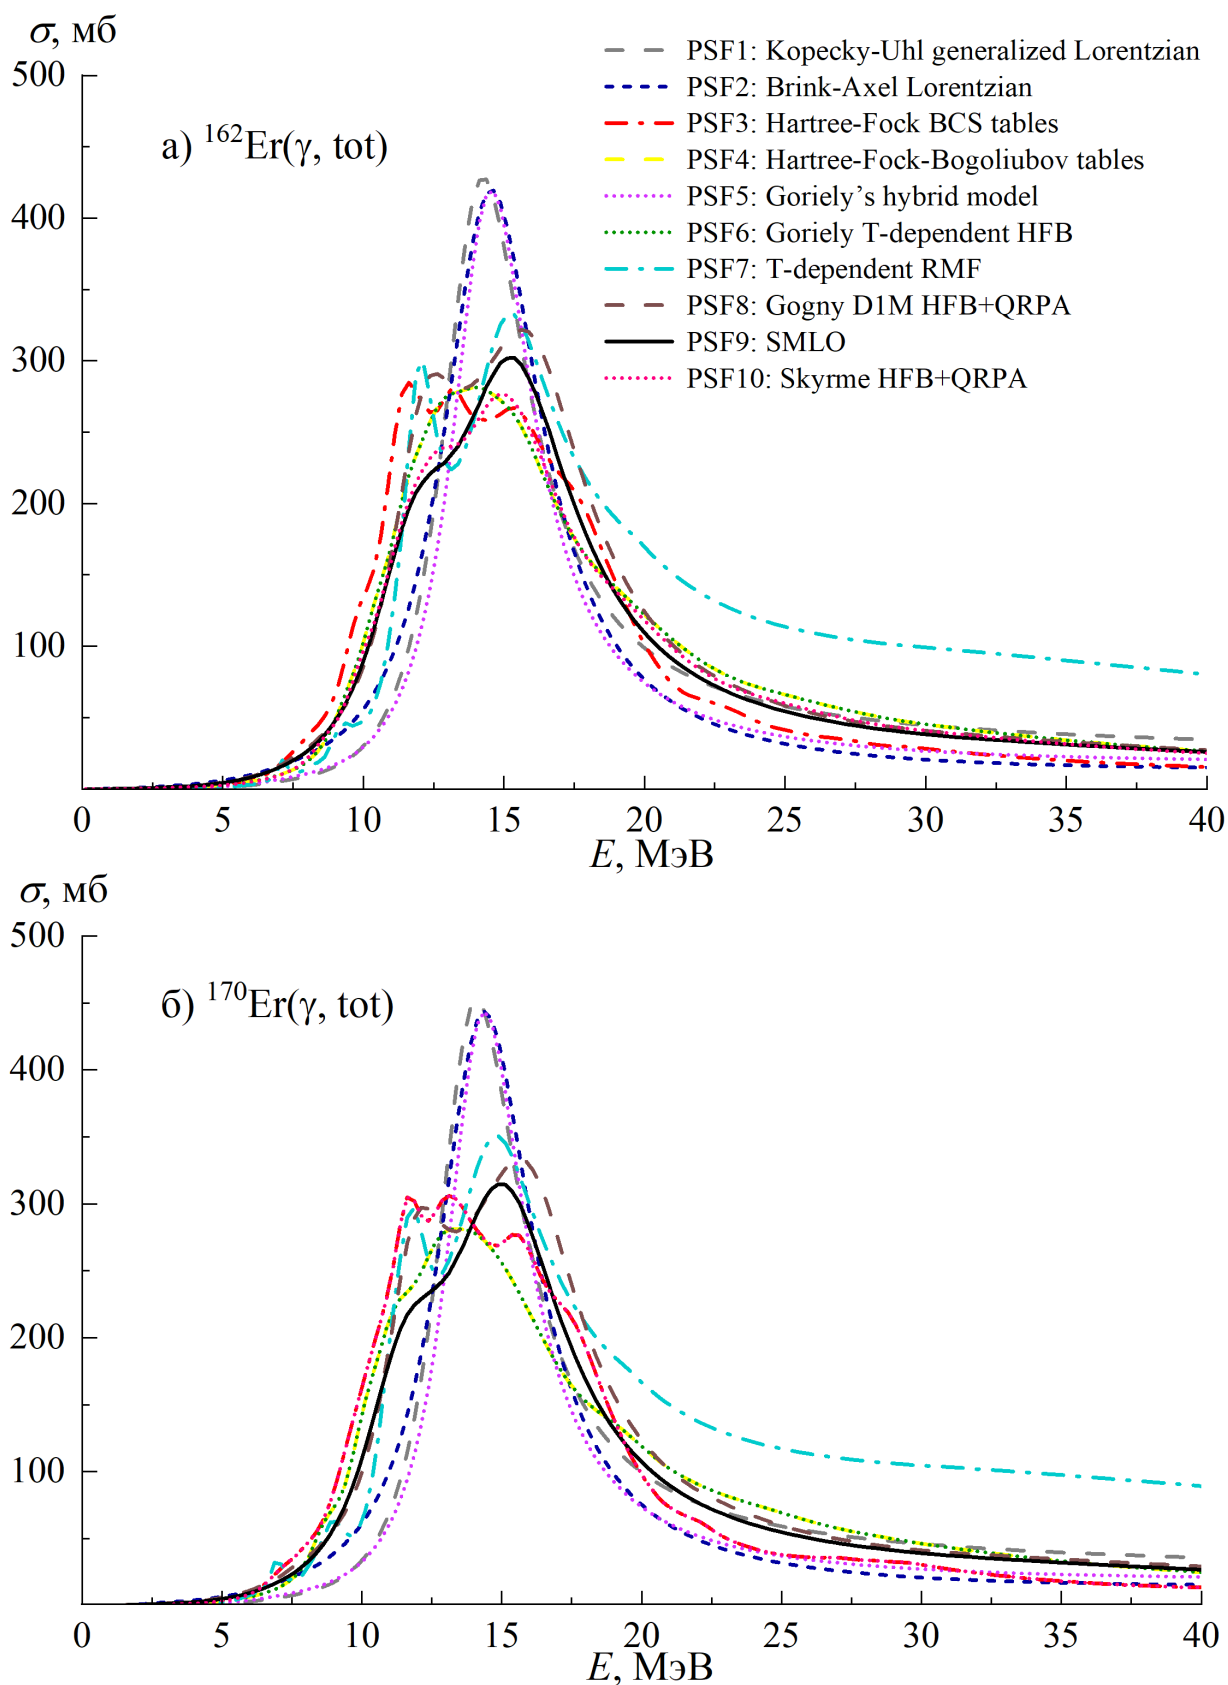 σ, мб
500
400
300
200
100
а) ¹⁶²Er(γ, tot)
PSF1: Kopecky-Uhl generalized Lorentzian
PSF2: Brink-Axel Lorentzian
PSF3: Hartree-Fock BCS tables
PSF4: Hartree-Fock-Bogoliubov tables
PSF5: Goriely’s hybrid model
PSF6: Goriely T-dependent HFB
PSF7: T-dependent RMF
PSF8: Gogny D1M HFB+QRPA
PSF9: SMLO
PSF10: Skyrme HFB+QRPA
0 5 10 15 20 25 30 35 40
E, МэВ
σ, мб
500
400
300
200
100
б) ¹⁷⁰Er(γ, tot)
0 5 10 15 20 25 30 35 40
E, МэВ